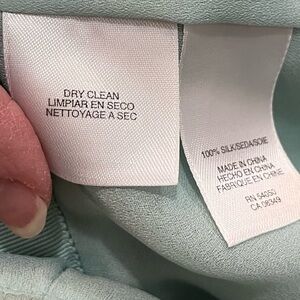 DRY CLEAN
LIMPIAR EN SECO
NETTOYAGE A SEC
100% SILK/SEDA/SOIE
MADE IN CHINA
HECHO EN CHINA
FABRIQUE EN CHINE
RN 54050
CA 08349